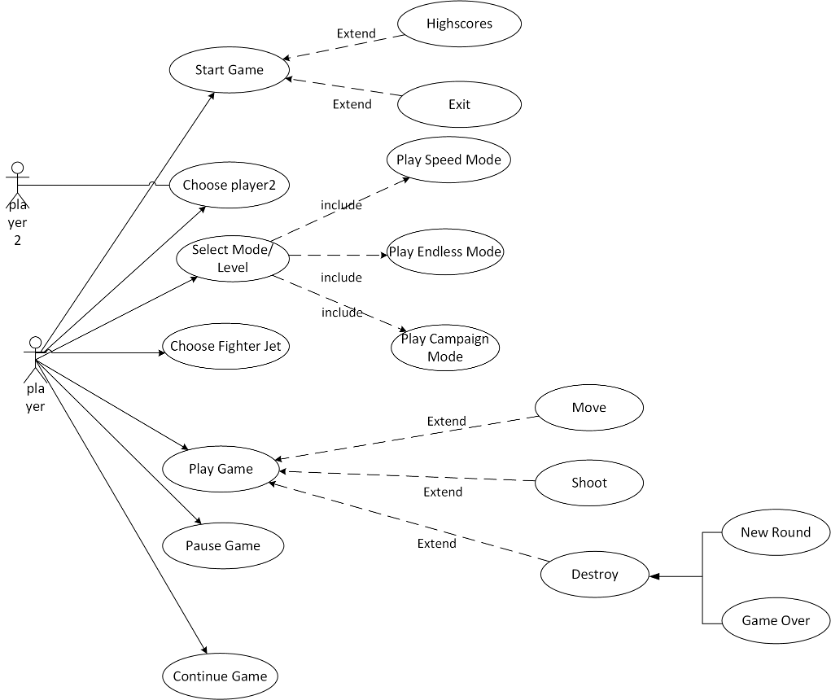 Highscores
Extend
Start Game
Extend
Exit
Play Speed Mode
Choose player2
pla
yer
2
include
Select Mode/
Level
Play Endless Mode
include
include
Choose Fighter Jet
Play Campaign
Mode
pla
yer
Move
Extend
Play Game
Shoot
Extend
New Round
Pause Game
Extend
Destroy
Game Over
Continue Game